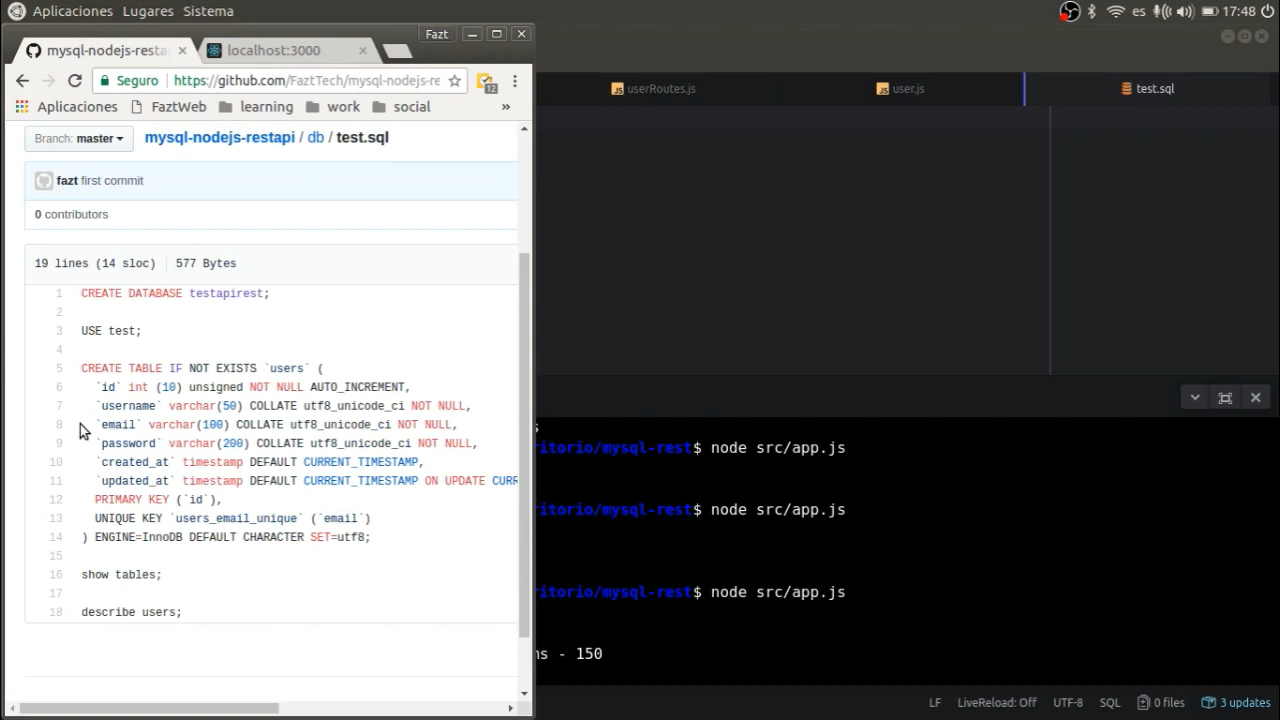 Aplicaciones Lugares Sistema
es 17:48
Fazt
mysql-nodejs-resta
localhost:3000
userRoutes.js
user.js
test.sql
Seguro https://github.com/FaztTech/mysql-nodejs-re
12
Aplicaciones FaztWeb learning work social »
Branch: master
mysql-nodejs-restapi / db / test.sql
fazt first commit
0 contributors
19 lines (14 sloc) 577 Bytes
1 CREATE DATABASE testapirest;
2
3 USE test;
4
5 CREATE TABLE IF NOT EXISTS `users` (
6 `id` int (10) unsigned NOT NULL AUTO_INCREMENT,
7 `username` varchar(50) COLLATE utf8_unicode_ci NOT NULL,
8 `email` varchar(100) COLLATE utf8_unicode_ci NOT NULL,
9 `password` varchar(200) COLLATE utf8_unicode_ci NOT NULL,
10 `created_at` timestamp DEFAULT CURRENT_TIMESTAMP,
11 `updated_at` timestamp DEFAULT CURRENT_TIMESTAMP ON UPDATE CURR
12 PRIMARY KEY (`id`),
13 UNIQUE KEY `users_email_unique` (`email`)
14 ) ENGINE=InnoDB DEFAULT CHARACTER SET=utf8;
15
16 show tables;
17
18 describe users;
s
ritorio/mysql-rest$ node src/app.js
ritorio/mysql-rest$ node src/app.js
ritorio/mysql-rest$ node src/app.js
ms - 150
LF LiveReload: Off UTF-8 SQL 0 files 3 updates